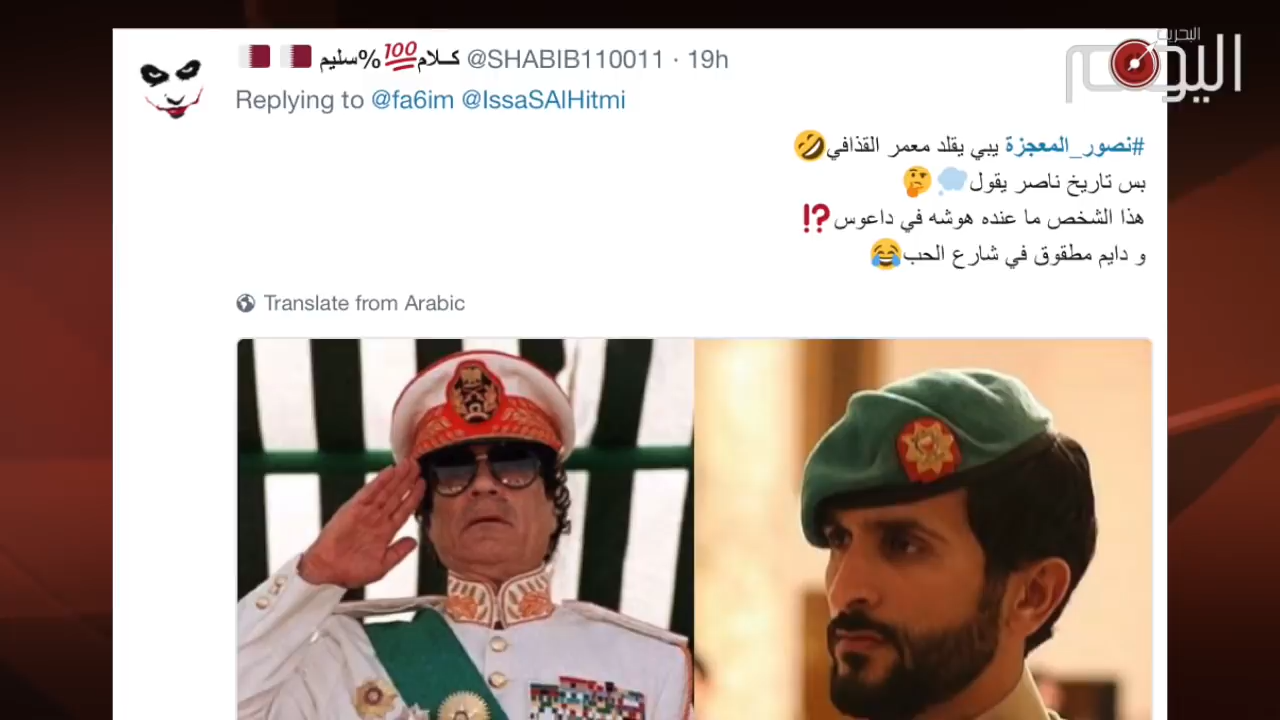 كـلام💯%سليم @SHABIB110011 · 19h
البحرين
اليوم
Replying to @fa6im @IssaSAlHitmi
#نصور_المعجزة يبي يقلد معمر القذافي🤣
بس تاريخ ناصر يقول💭🤔
هذا الشخص ما عنده هوشه في داعوس⁉️
و دايم مطقوق في شارع الحب😂
Translate from Arabic